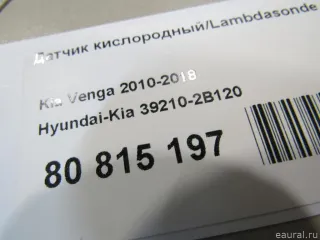 Датчик кислородный/Lambdasonde
Kia Venga 2010-2018
Hyundai-Kia 39210-2B120
80 815 197
eaural.ru